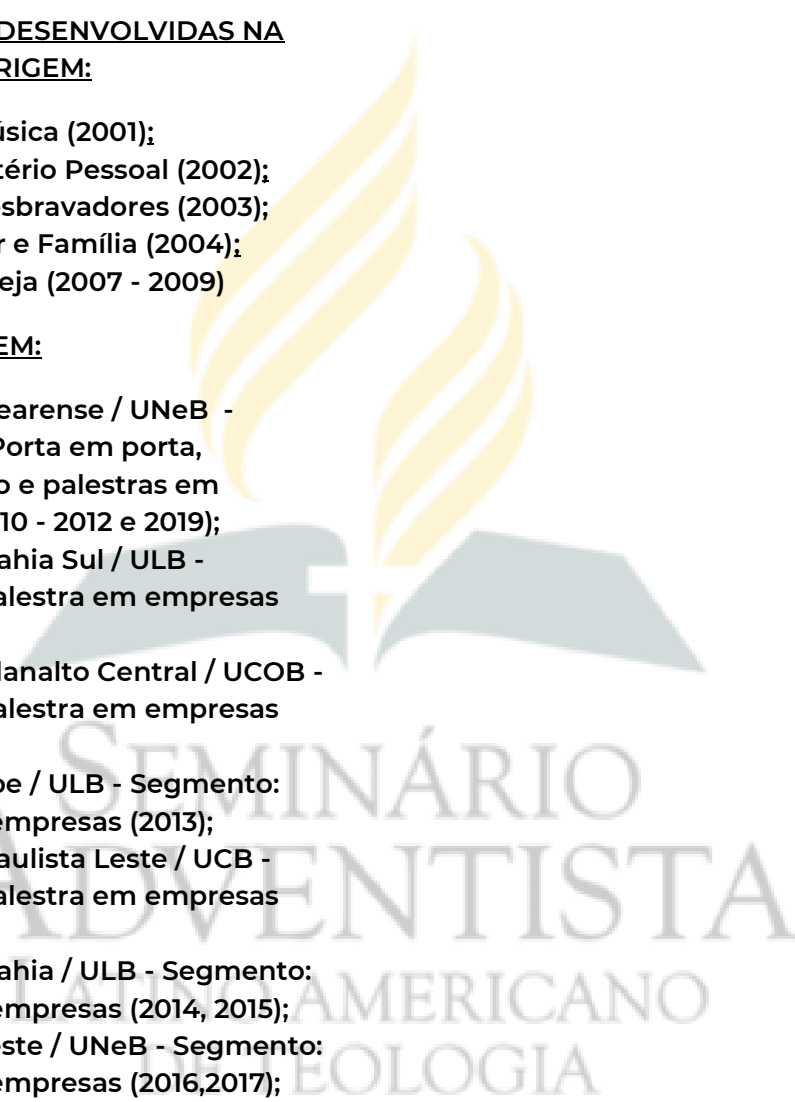 DESENVOLVIDAS NA
RIGEM:
úsica (2001);
tério Pessoal (2002);
esbravadores (2003);
r e Família (2004);
eja (2007 - 2009)
EM:
earense / UNeB -
Porta em porta,
o e palestras em
10 - 2012 e 2019);
ahia Sul / ULB -
alestra em empresas
lanalto Central / UCOB -
alestra em empresas
pe / ULB - Segmento:
empresas (2013);
aulista Leste / UCB -
alestra em empresas
ahia / ULB - Segmento:
empresas (2014, 2015);
este / UNeB - Segmento:
empresas (2016,2017);
SEMINÁRIO
ADVENTISTA
LATINO AMERICANO
DE TEOLOGIA